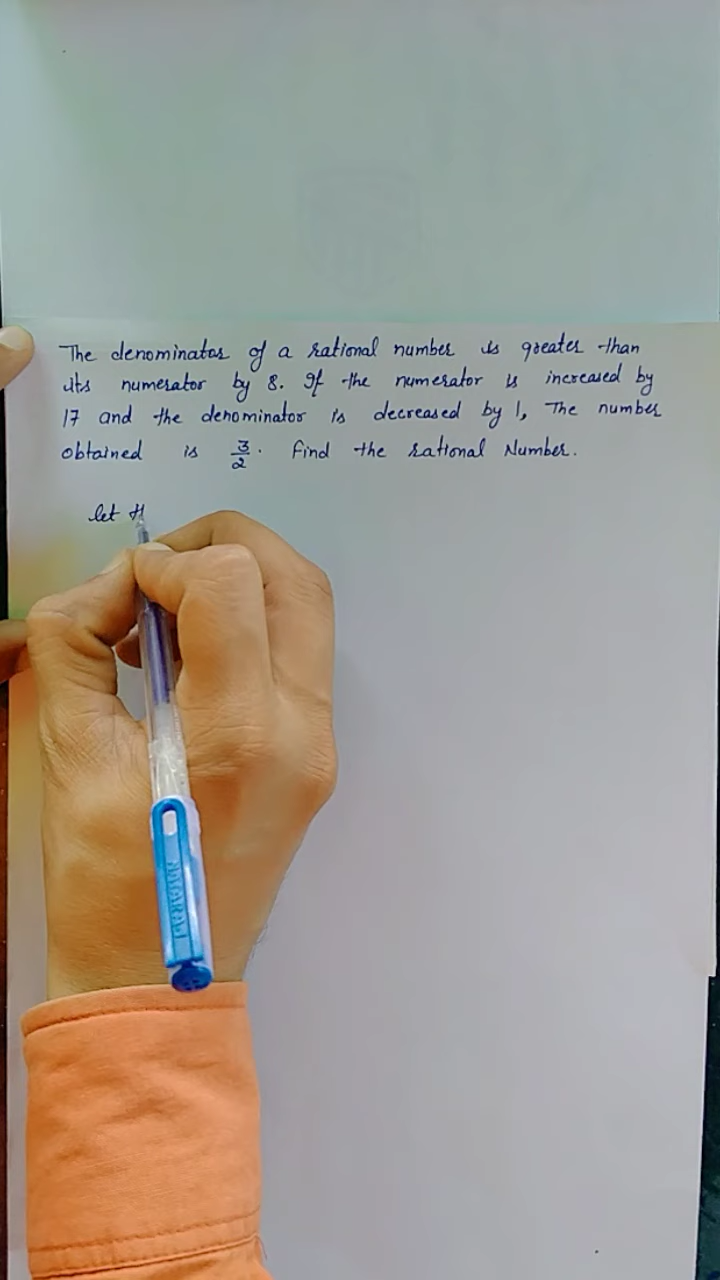 The denominator of a rational number is greater than
its numerator by 8. If the numerator is increased by
17 and the denominator is decreased by 1, The number
obtained is 3/2. Find the rational Number.
let